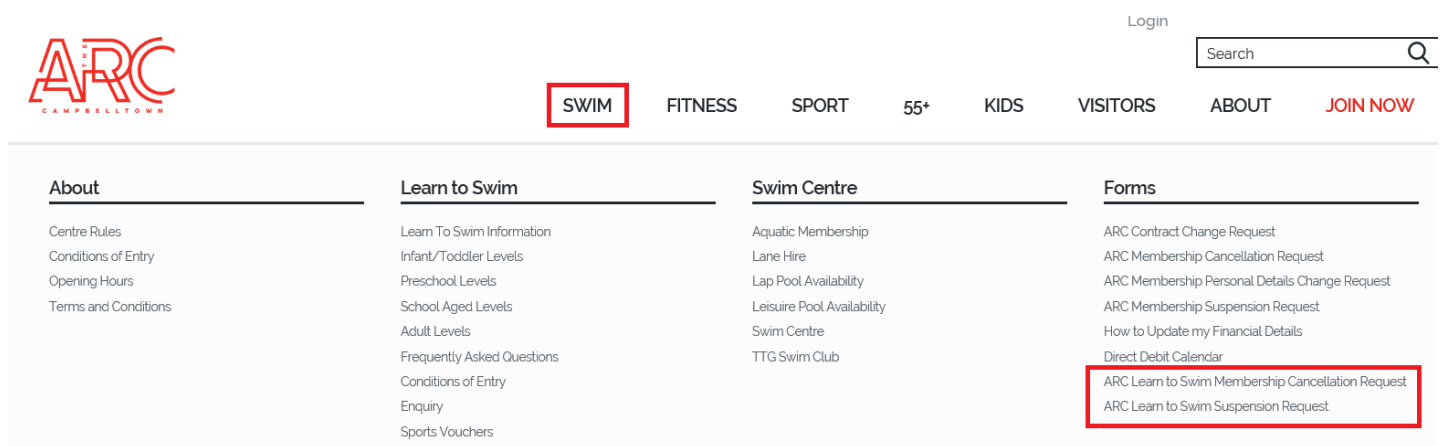 Login
THE
ARC
CAMPBELLTOWN
Search
SWIM FITNESS SPORT 55+ KIDS VISITORS ABOUT JOIN NOW
About
Centre Rules
Conditions of Entry
Opening Hours
Terms and Conditions
Learn to Swim
Learn To Swim Information
Infant/Toddler Levels
Preschool Levels
School Aged Levels
Adult Levels
Frequently Asked Questions
Conditions of Entry
Enquiry
Sports Vouchers
Swim Centre
Aquatic Membership
Lane Hire
Lap Pool Availability
Leisuire Pool Availability
Swim Centre
TTG Swim Club
Forms
ARC Contract Change Request
ARC Membership Cancellation Request
ARC Membership Personal Details Change Request
ARC Membership Suspension Request
How to Update my Financial Details
Direct Debit Calendar
ARC Learn to Swim Membership Cancellation Request
ARC Learn to Swim Suspension Request